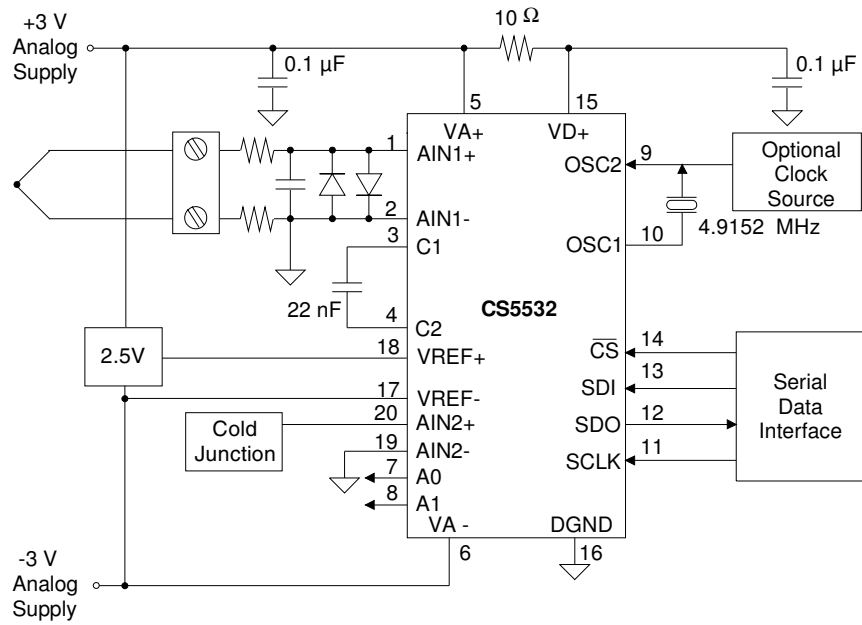 +3 V
Analog
Supply
10 Ω
0.1 µF
0.1 µF
5
15
VA+
VD+
1
AIN1+
OSC2
9
Optional
Clock
Source
2
AIN1-
3
C1
OSC1
10
4.9152 MHz
22 nF
4
C2
CS5532
2.5V
18
VREF+
CS
14
17
VREF-
SDI
13
Serial
Data
Interface
Cold
Junction
20
AIN2+
SDO
12
19
AIN2-
SCLK
11
7
A0
8
A1
VA -
DGND
6
16
-3 V
Analog
Supply